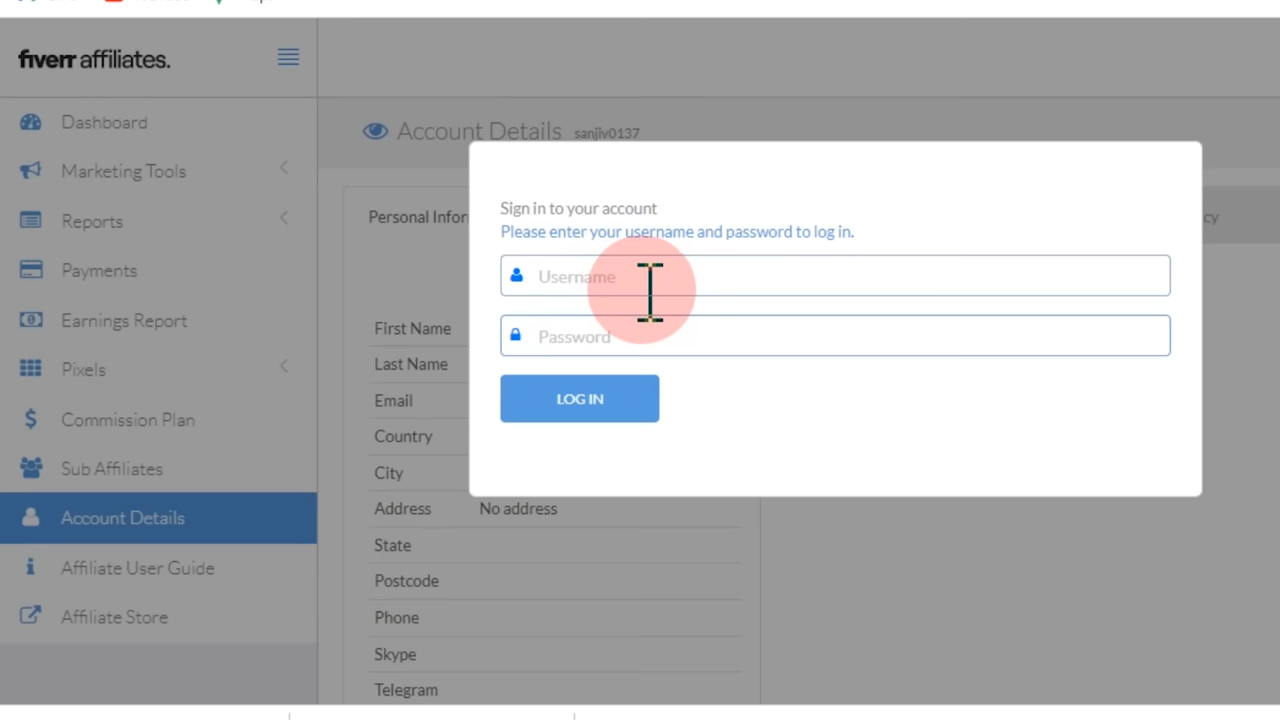 fiverr affiliates.
Dashboard
Marketing Tools
Reports
Payments
Earnings Report
Pixels
Commission Plan
Sub Affiliates
Account Details
Affiliate User Guide
Affiliate Store
Account Details sanjiv0137
Personal Infor
cy
Sign in to your account
Please enter your username and password to log in.
Username
Password
LOG IN
First Name
Last Name
Email
Country
City
Address No address
State
Postcode
Phone
Skype
Telegram